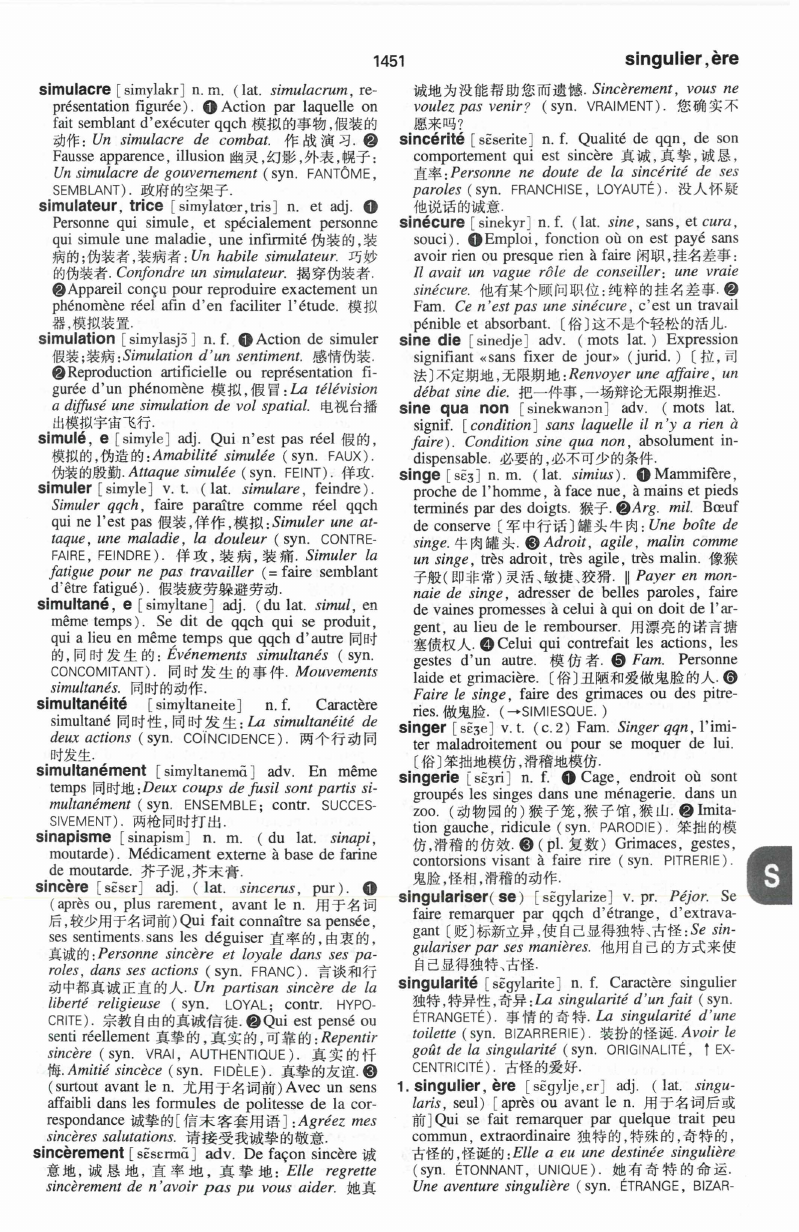 1451
singulier,ère
simulacre [simylakr] n. m. (lat. simulacrum, re-
présentation figurée). ❶ Action par laquelle on
fait semblant d'exécuter qqch 模拟的事物,假装的
动作: Un simulacre de combat. 作战演习. ❷
Fausse apparence, illusion 幽灵,幻影,外表,幌子:
Un simulacre de gouvernement (syn. FANTÔME,
SEMBLANT). 政府的空架子.
simulateur, trice [simylatœr,tris] n. et adj. ❶
Personne qui simule, et spécialement personne
qui simule une maladie, une infirmité 伪装的,装
病的;伪装者,装病者: Un habile simulateur. 巧妙
的伪装者. Confondre un simulateur. 揭穿伪装者.
❷Appareil conçu pour reproduire exactement un
phénomène réel afin d'en faciliter l'étude. 模拟
器,模拟装置.
simulation [simylasjɔ̃] n. f. ❶Action de simuler
假装;装病:Simulation d'un sentiment. 感情伪装.
❷Reproduction artificielle ou représentation fi-
gurée d'un phénomène 模拟,假冒:La télévision
a diffusé une simulation de vol spatial. 电视台播
出模拟宇宙飞行.
simulé, e [simyle] adj. Qui n'est pas réel 假的,
模拟的,伪造的:Amabilité simulée (syn. FAUX).
伪装的殷勤. Attaque simulée (syn. FEINT). 佯攻.
simuler [simyle] v. t. (lat. simulare, feindre).
Simuler qqch, faire paraître comme réel qqch
qui ne l'est pas 假装,佯作,模拟:Simuler une at-
taque, une maladie, la douleur (syn. CONTRE-
FAIRE, FEINDRE). 佯攻,装病,装痛. Simuler la
fatigue pour ne pas travailler (= faire semblant
d'être fatigué). 假装疲劳躲避劳动.
simultané, e [simyltane] adj. (du lat. simul, en
même temps). Se dit de qqch qui se produit,
qui a lieu en même temps que qqch d'autre 同时
的,同时发生的: Événements simultanés (syn.
CONCOMITANT). 同时发生的事件. Mouvements
simultanés. 同时的动作.
simultanéité [simyltaneite] n. f. Caractère
simultané 同时性,同时发生: La simultanéité de
deux actions (syn. COÏNCIDENCE). 两个行动同
时发生.
simultanément [simyltanemɑ̃] adv. En même
temps 同时地:Deux coups de fusil sont partis si-
multanément (syn. ENSEMBLE; contr. SUCCES-
SIVEMENT). 两枪同时打出.
sinapisme [sinapism] n. m. (du lat. sinapi,
moutarde). Médicament externe à base de farine
de moutarde. 芥子泥,芥末膏.
sincère [sɛ̃sɛr] adj. (lat. sincerus, pur). ❶
(après ou, plus rarement, avant le n. 用于名词
后,较少用于名词前)Qui fait connaître sa pensée,
ses sentiments sans les déguiser 直率的,由衷的,
真诚的:Personne sincère et loyale dans ses pa-
roles, dans ses actions (syn. FRANC). 言谈和行
动中都真诚正直的人. Un partisan sincère de la
liberté religieuse (syn. LOYAL; contr. HYPO-
CRITE). 宗教自由的真诚信徒. ❷Qui est pensé ou
senti réellement 真挚的,真实的,可靠的:Repentir
sincère (syn. VRAI, AUTHENTIQUE). 真实的忏
悔. Amitié sincèce (syn. FIDÈLE). 真挚的友谊. ❸
(surtout avant le n. 尤用于名词前)Avec un sens
affaibli dans les formules de politesse de la cor-
respondance 诚挚的[信末客套用语]:Agréez mes
sincères salutations. 请接受我诚挚的敬意.
sincèrement [sɛ̃sɛrmɑ̃] adv. De façon sincère 诚
意地,诚恳地,直率地,真挚地: Elle regrette
sincèrement de n'avoir pas pu vous aider. 她真
诚地为没能帮助您而遗憾. Sincèrement, vous ne
voulez pas venir? (syn. VRAIMENT). 您确实不
愿来吗?
sincérité [sɛ̃serite] n. f. Qualité de qqn, de son
comportement qui est sincère 真诚,真挚,诚恳,
直率:Personne ne doute de la sincérité de ses
paroles (syn. FRANCHISE, LOYAUTÉ). 没人怀疑
他说话的诚意.
sinécure [sinekyr] n. f. (lat. sine, sans, et cura,
souci). ❶Emploi, fonction où on est payé sans
avoir rien ou presque rien à faire 闲职,挂名差事:
Il avait un vague rôle de conseiller: une vraie
sinécure. 他有某个顾问职位:纯粹的挂名差事. ❷
Fam. Ce n'est pas une sinécure, c'est un travail
pénible et absorbant. [俗]这不是个轻松的活儿.
sine die [sinedje] adv. (mots lat.) Expression
signifiant «sans fixer de jour» (jurid.) [拉,司
法]不定期地,无限期地:Renvoyer une affaire, un
débat sine die. 把一件事,一场辩论无限期推迟.
sine qua non [sinekwanɔn] adv. (mots lat.
signif. [condition] sans laquelle il n'y a rien à
faire). Condition sine qua non, absolument in-
dispensable. 必要的,必不可少的条件.
singe [sɛ̃ʒ] n. m. (lat. simius). ❶Mammifère,
proche de l'homme, à face nue, à mains et pieds
terminés par des doigts. 猴子. ❷Arg. mil. Bœuf
de conserve [军中行话]罐头牛肉: Une boîte de
singe. 牛肉罐头. ❸ Adroit, agile, malin comme
un singe, très adroit, très agile, très malin. 像猴
子般(即非常)灵活、敏捷、狡猾. ‖ Payer en mon-
naie de singe, adresser de belles paroles, faire
de vaines promesses à celui à qui on doit de l'ar-
gent, au lieu de le rembourser. 用漂亮的诺言搪
塞债权人. ❹ Celui qui contrefait les actions, les
gestes d'un autre. 模仿者. ❺ Fam. Personne
laide et grimacière. [俗]丑陋和爱做鬼脸的人. ❻
Faire le singe, faire des grimaces ou des pitre-
ries. 做鬼脸. (→SIMIESQUE.)
singer [sɛ̃ʒe] v. t. (c. 2) Fam. Singer qqn, l'imi-
ter maladroitement ou pour se moquer de lui.
[俗]笨拙地模仿,滑稽地模仿.
singerie [sɛ̃ʒri] n. f. ❶ Cage, endroit où sont
groupés les singes dans une ménagerie. dans un
zoo. (动物园的)猴子笼,猴子馆,猴山. ❷ Imita-
tion gauche, ridicule (syn. PARODIE). 笨拙的模
仿,滑稽的仿效. ❸ (pl. 复数) Grimaces, gestes,
contorsions visant à faire rire (syn. PITRERIE).
鬼脸,怪相,滑稽的动作.
singulariser(se) [sɛ̃gylarize] v. pr. Péjor. Se
faire remarquer par qqch d'étrange, d'extrava-
gant [贬]标新立异,使自己显得独特、古怪:Se sin-
gulariser par ses manières. 他用自己的方式来使
自己显得独特、古怪.
singularité [sɛ̃gylarite] n. f. Caractère singulier
独特,特异性,奇异:La singularité d'un fait (syn.
ÉTRANGETÉ). 事情的奇特. La singularité d'une
toilette (syn. BIZARRERIE). 装扮的怪诞. Avoir le
goût de la singularité (syn. ORIGINALITÉ, ↑ EX-
CENTRICITÉ). 古怪的爱好.
1. singulier, ère [sɛ̃gylje,ɛr] adj. (lat. singu-
laris, seul) [après ou avant le n. 用于名词后或
前]Qui se fait remarquer par quelque trait peu
commun, extraordinaire 独特的,特殊的,奇特的,
古怪的,怪诞的:Elle a eu une destinée singulière
(syn. ÉTONNANT, UNIQUE). 她有奇特的命运.
Une aventure singulière (syn. ÉTRANGE, BIZAR-
S